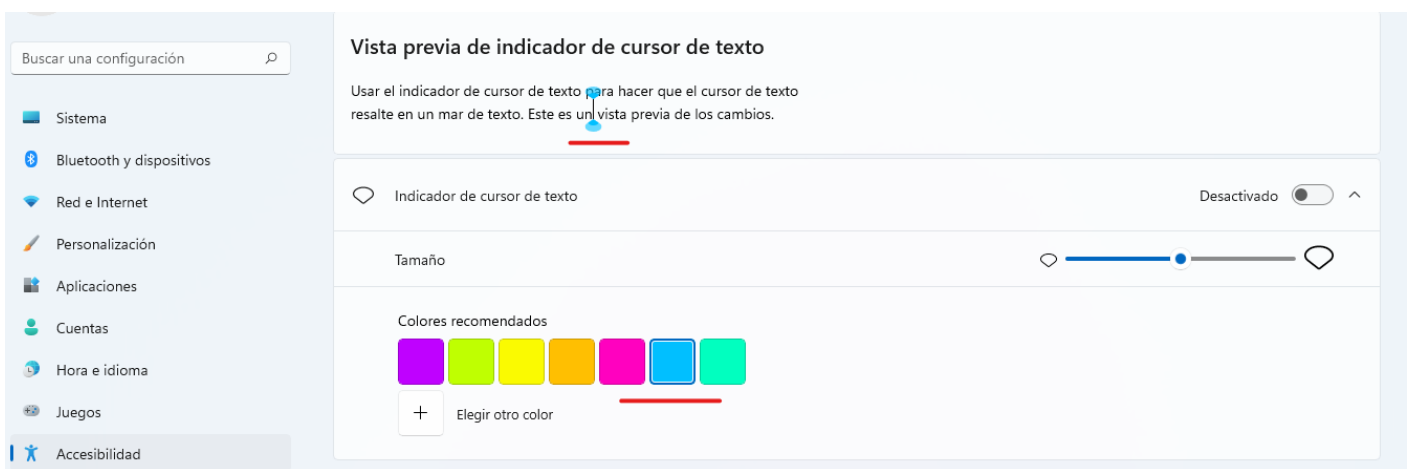 Buscar una configuración
Sistema
Bluetooth y dispositivos
Red e Internet
Personalización
Aplicaciones
Cuentas
Hora e idioma
Juegos
Accesibilidad
Vista previa de indicador de cursor de texto
Usar el indicador de cursor de texto para hacer que el cursor de texto
resalte en un mar de texto. Este es un vista previa de los cambios.
Indicador de cursor de texto
Desactivado
Tamaño
Colores recomendados
Elegir otro color